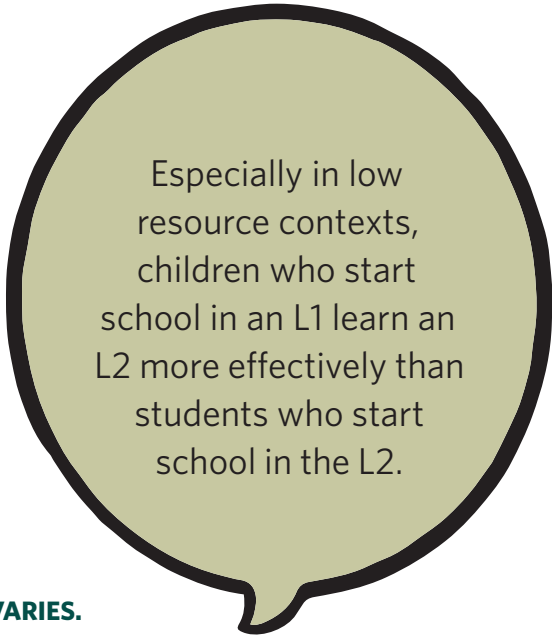 Especially in low
resource contexts,
children who start
school in an L1 learn an
L2 more effectively than
students who start
school in the L2.
VARIES.